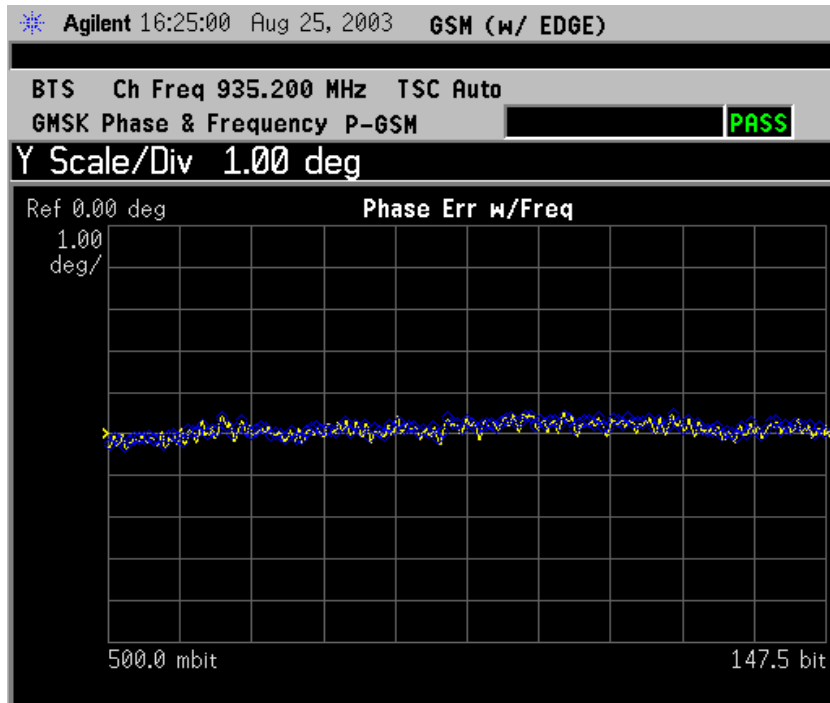 Agilent 16:25:00 Aug 25, 2003 GSM (w/ EDGE)
BTS Ch Freq 935.200 MHz TSC Auto
GMSK Phase & Frequency P-GSM PASS
Y Scale/Div 1.00 deg
Ref 0.00 deg Phase Err w/Freq
1.00
deg/
500.0 mbit 147.5 bit